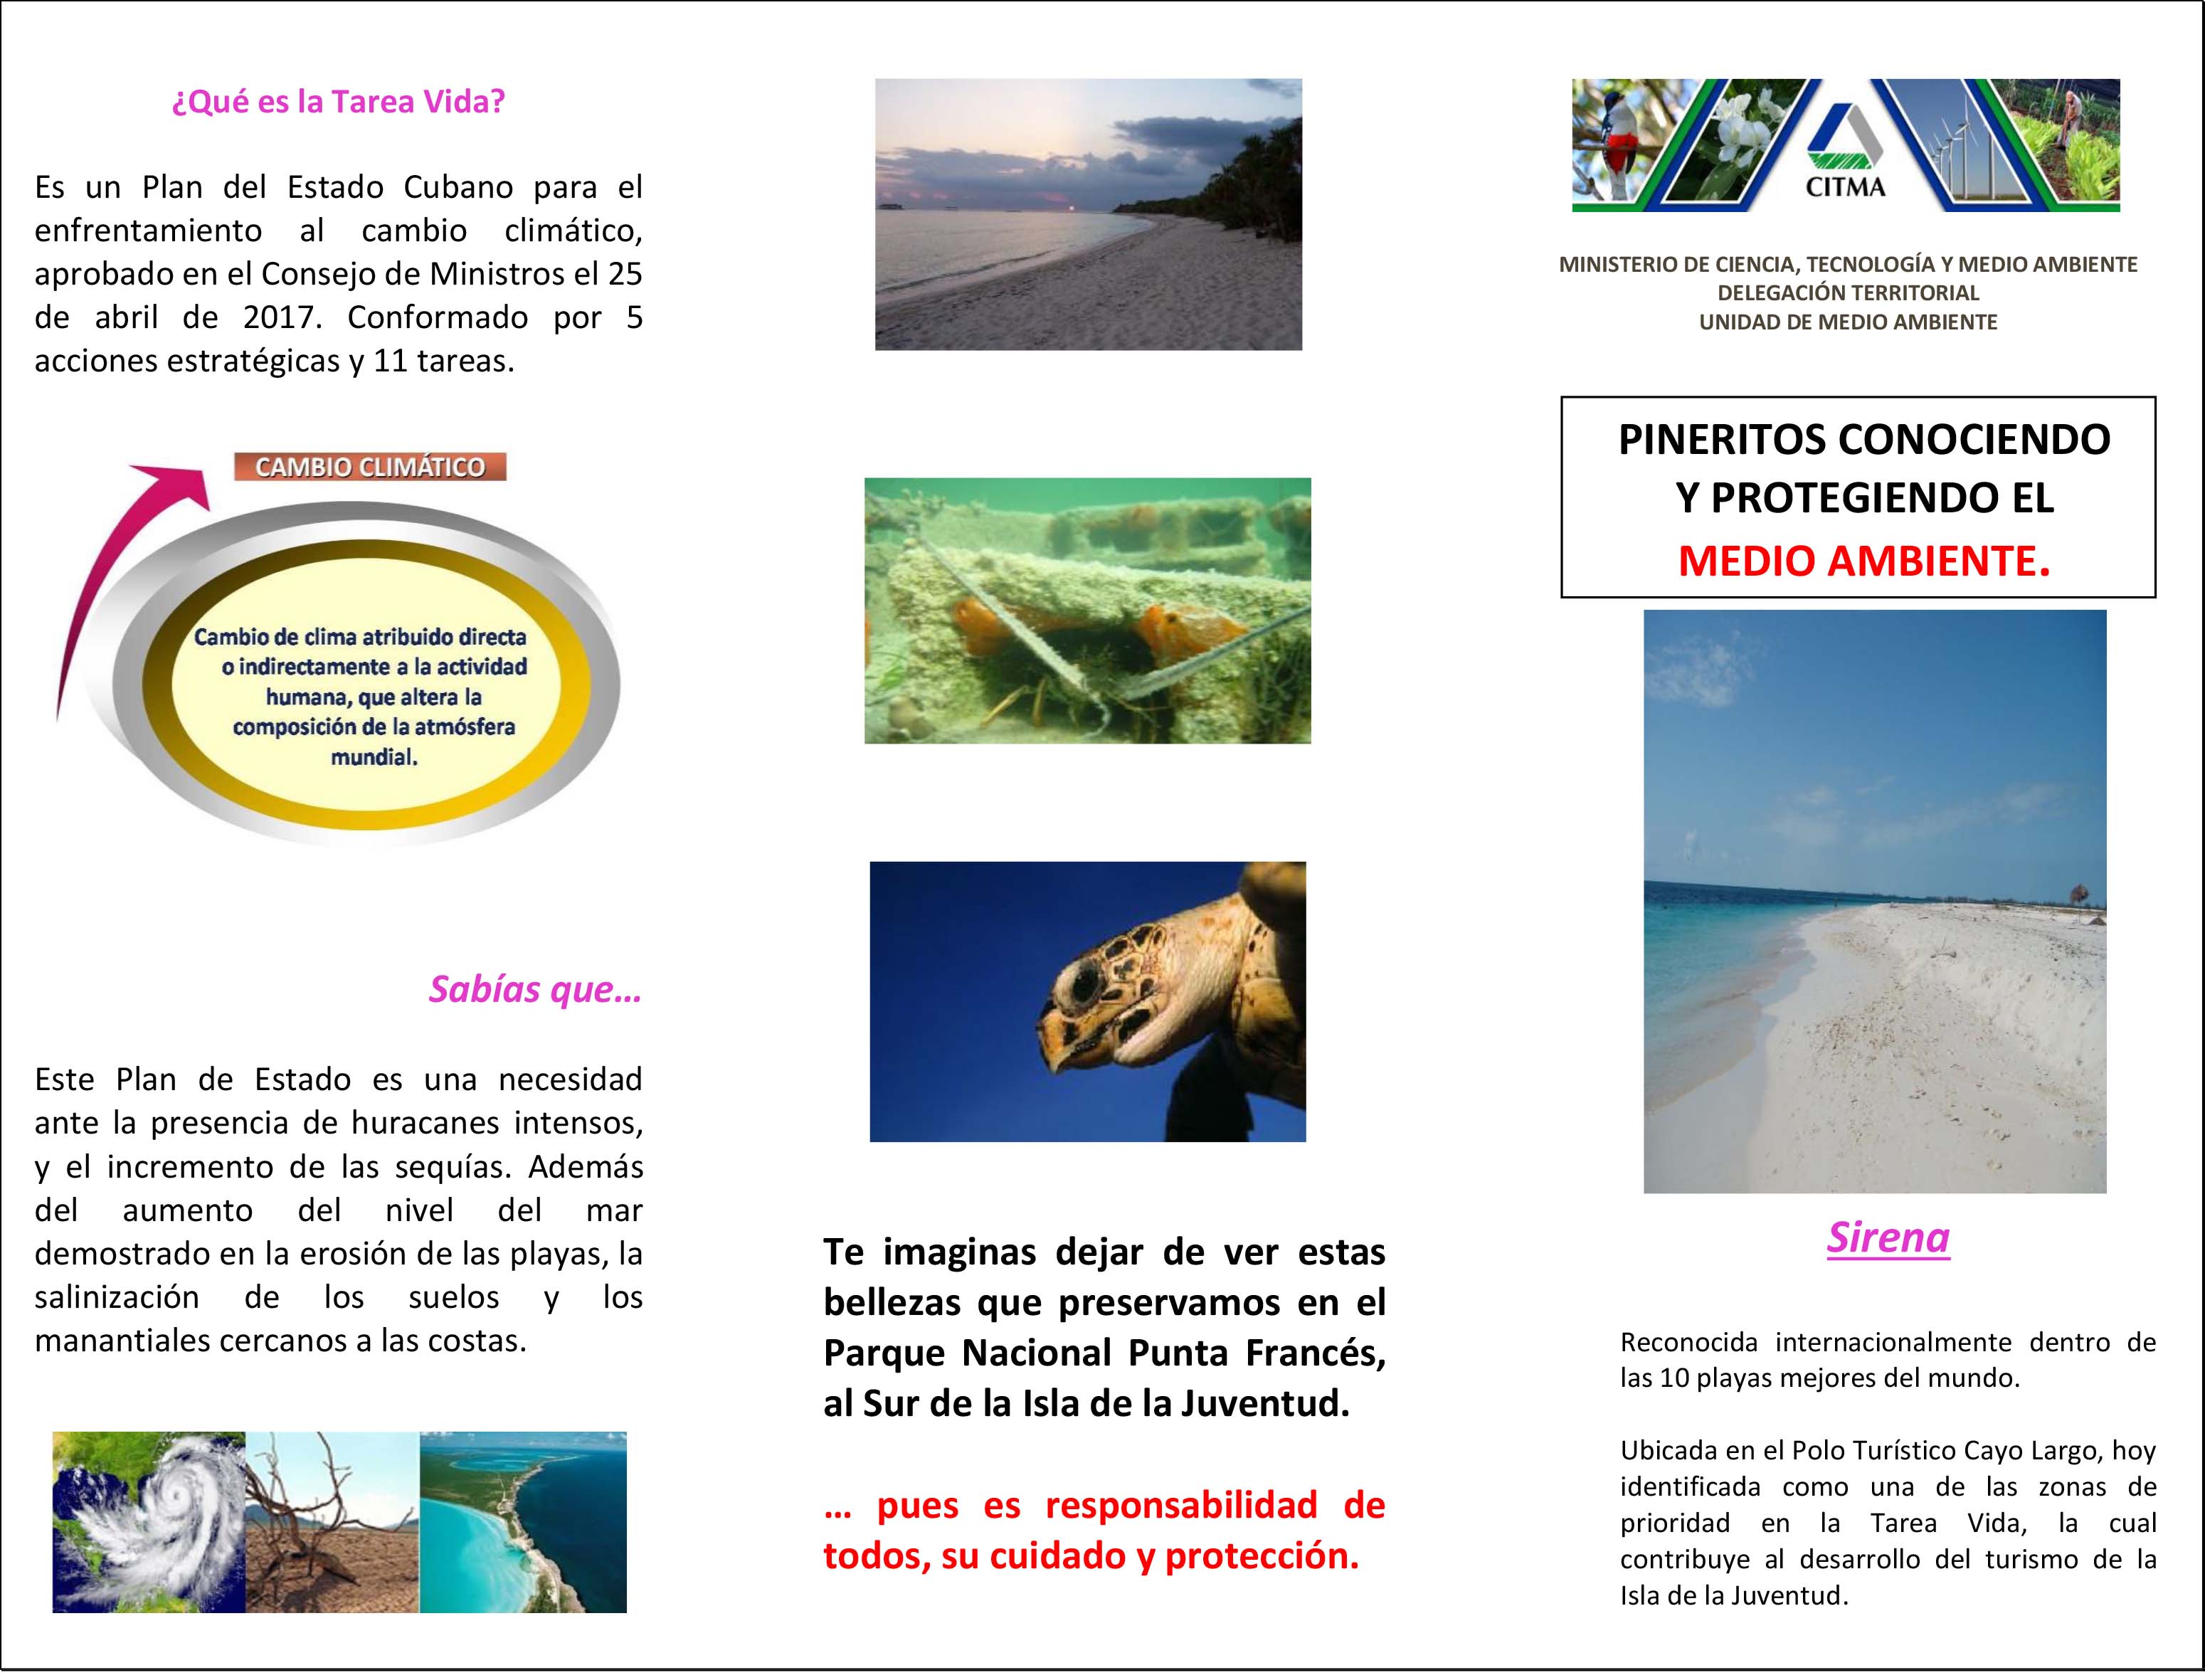 ¿Qué es la Tarea Vida?
Es un Plan del Estado Cubano para el
enfrentamiento al cambio climático,
aprobado en el Consejo de Ministros el 25
de abril de 2017. Conformado por 5
acciones estratégicas y 11 tareas.
CAMBIO CLIMÁTICO
Cambio de clima atribuido directa
o indirectamente a la actividad
humana, que altera la
composición de la atmósfera
mundial.
Sabías que...
Este Plan de Estado es una necesidad
ante la presencia de huracanes intensos,
y el incremento de las sequías. Además
del aumento del nivel del mar
demostrado en la erosión de las playas, la
salinización de los suelos y los
manantiales cercanos a las costas.
Te imaginas dejar de ver estas
bellezas que preservamos en el
Parque Nacional Punta Francés,
al Sur de la Isla de la Juventud.
... pues es responsabilidad de
todos, su cuidado y protección.
CITMA
MINISTERIO DE CIENCIA, TECNOLOGÍA Y MEDIO AMBIENTE
DELEGACIÓN TERRITORIAL
UNIDAD DE MEDIO AMBIENTE
PINERITOS CONOCIENDO
Y PROTEGIENDO EL
MEDIO AMBIENTE.
Sirena
Reconocida internacionalmente dentro de
las 10 playas mejores del mundo.
Ubicada en el Polo Turístico Cayo Largo, hoy
identificada como una de las zonas de
prioridad en la Tarea Vida, la cual
contribuye al desarrollo del turismo de la
Isla de la Juventud.